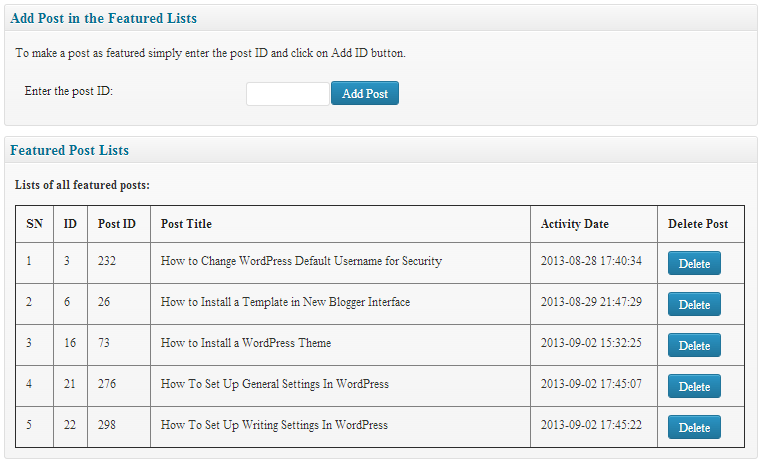 Add Post in the Featured Lists
To make a post as featured simply enter the post ID and click on Add ID button.
Enter the post ID: Add Post
Featured Post Lists
Lists of all featured posts:
SN ID Post ID Post Title Activity Date Delete Post
1 3 232 How to Change WordPress Default Username for Security 2013-08-28 17:40:34 Delete
2 6 26 How to Install a Template in New Blogger Interface 2013-08-29 21:47:29 Delete
3 16 73 How to Install a WordPress Theme 2013-09-02 15:32:25 Delete
4 21 276 How To Set Up General Settings In WordPress 2013-09-02 17:45:07 Delete
5 22 298 How To Set Up Writing Settings In WordPress 2013-09-02 17:45:22 Delete